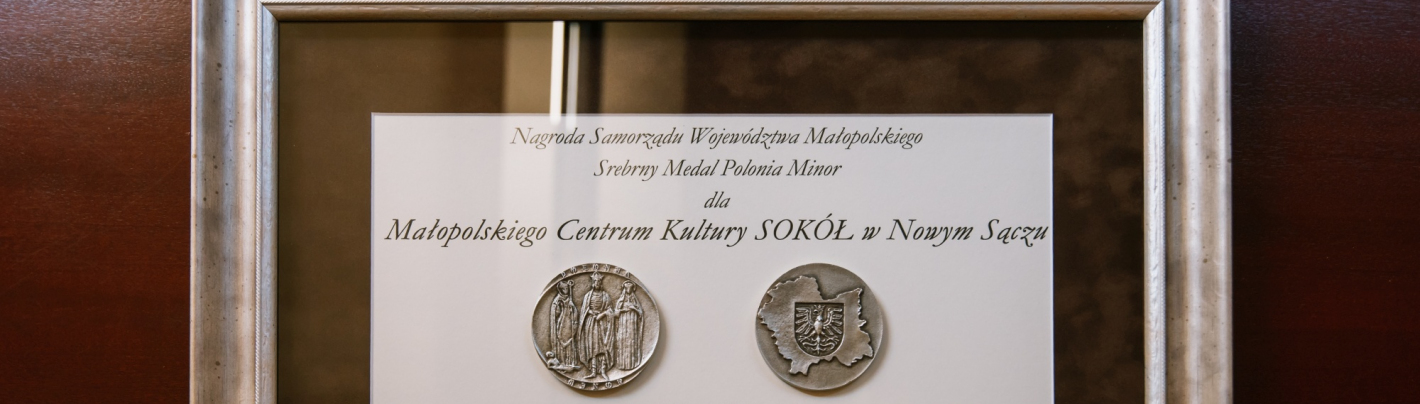 Nagroda Samorządu Województwa Małopolskiego
Srebrny Medal Polonia Minor
dla
Małopolskiego Centrum Kultury SOKÓŁ w Nowym Sączu